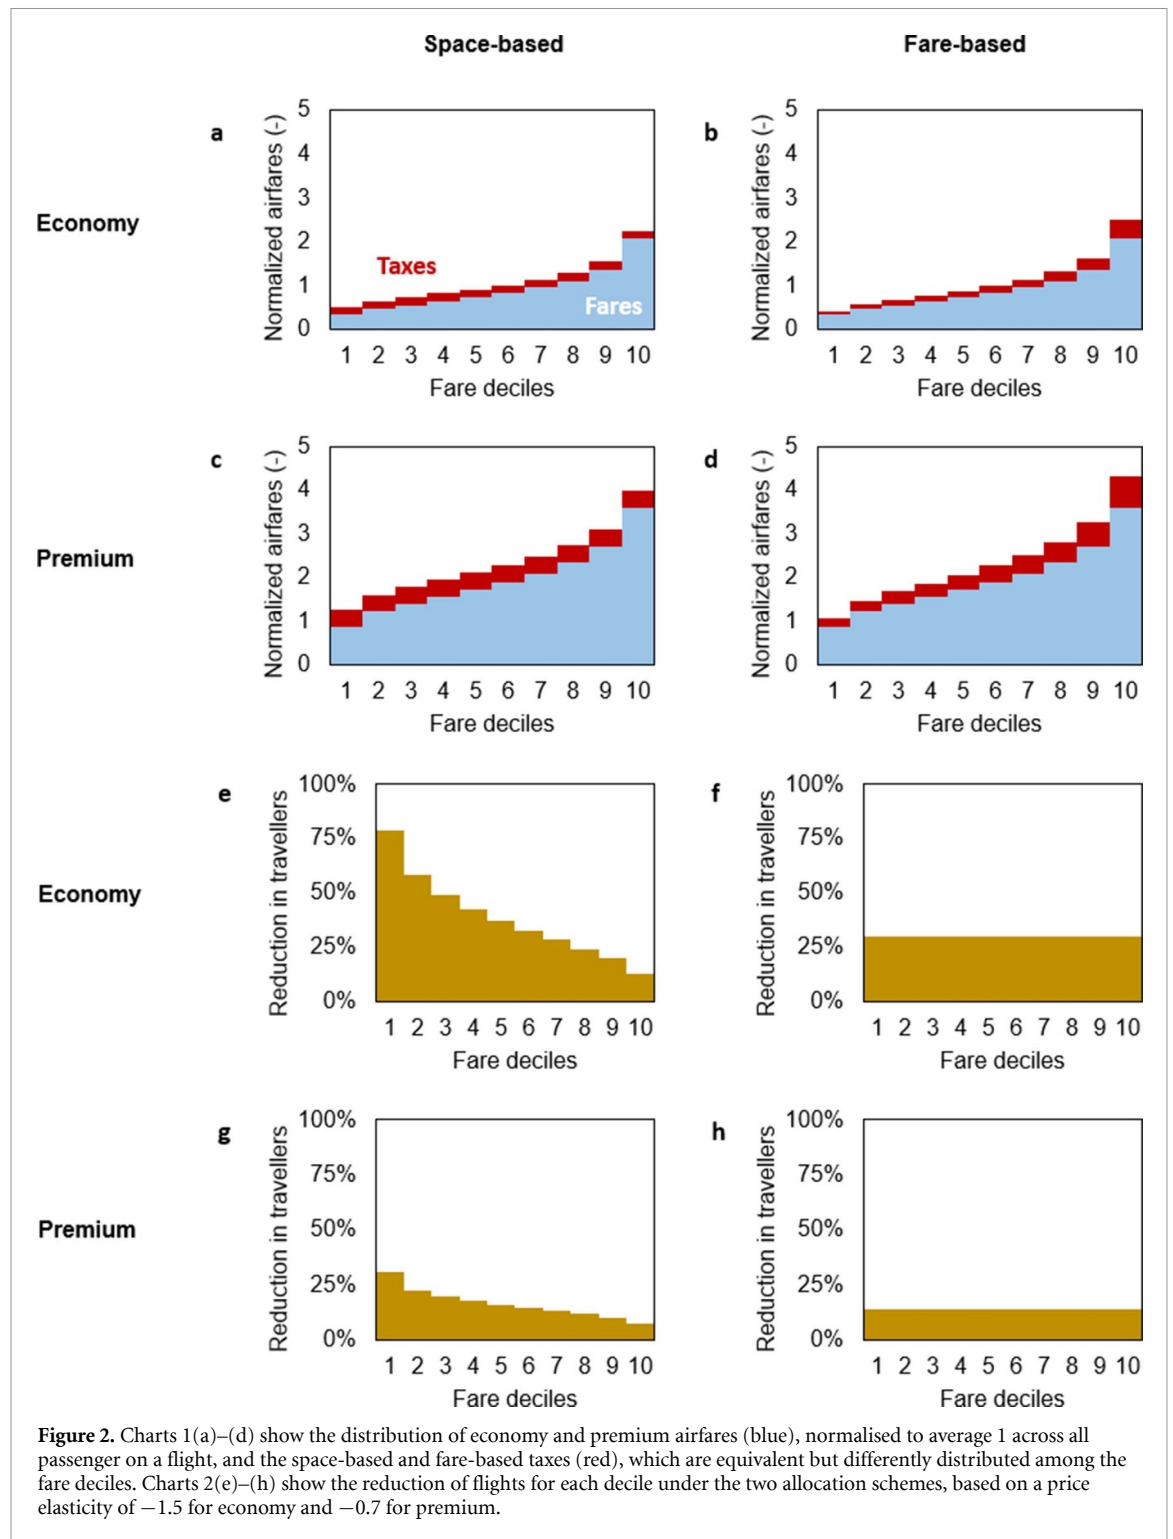 Space-based
Fare-based
Economy
a
Normalized airfares (-)
5
4
3
2
1
0
Taxes
Fares
1 2 3 4 5 6 7 8 9 10
Fare deciles
b
Normalized airfares (-)
5
4
3
2
1
0
1 2 3 4 5 6 7 8 9 10
Fare deciles
Premium
c
Normalized airfares (-)
5
4
3
2
1
0
1 2 3 4 5 6 7 8 9 10
Fare deciles
d
Normalized airfares (-)
5
4
3
2
1
0
1 2 3 4 5 6 7 8 9 10
Fare deciles
Economy
e
Reduction in travellers
100%
75%
50%
25%
0%
1 2 3 4 5 6 7 8 9 10
Fare deciles
f
Reduction in travellers
100%
75%
50%
25%
0%
1 2 3 4 5 6 7 8 9 10
Fare deciles
Premium
g
Reduction in travellers
100%
75%
50%
25%
0%
1 2 3 4 5 6 7 8 9 10
Fare deciles
h
Reduction in travellers
100%
75%
50%
25%
0%
1 2 3 4 5 6 7 8 9 10
Fare deciles
Figure 2. Charts 1(a)–(d) show the distribution of economy and premium airfares (blue), normalised to average 1 across all
passenger on a flight, and the space-based and fare-based taxes (red), which are equivalent but differently distributed among the
fare deciles. Charts 2(e)–(h) show the reduction of flights for each decile under the two allocation schemes, based on a price
elasticity of −1.5 for economy and −0.7 for premium.